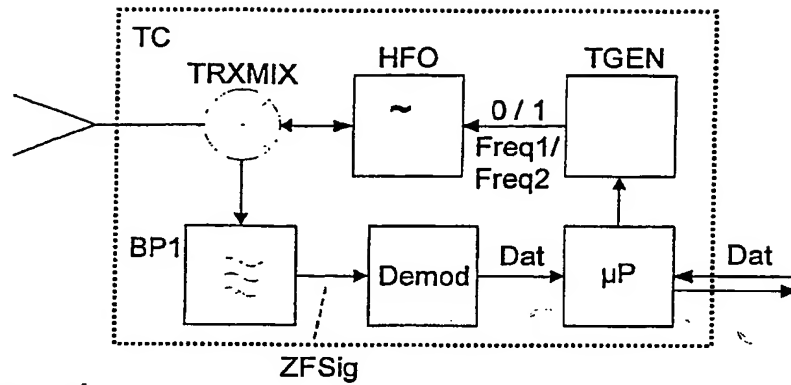 TC
TRXMIX
HFO
TGEN
~
0 / 1
Freq1/
Freq2
BP1
Demod
Dat
µP
Dat
ZFSig